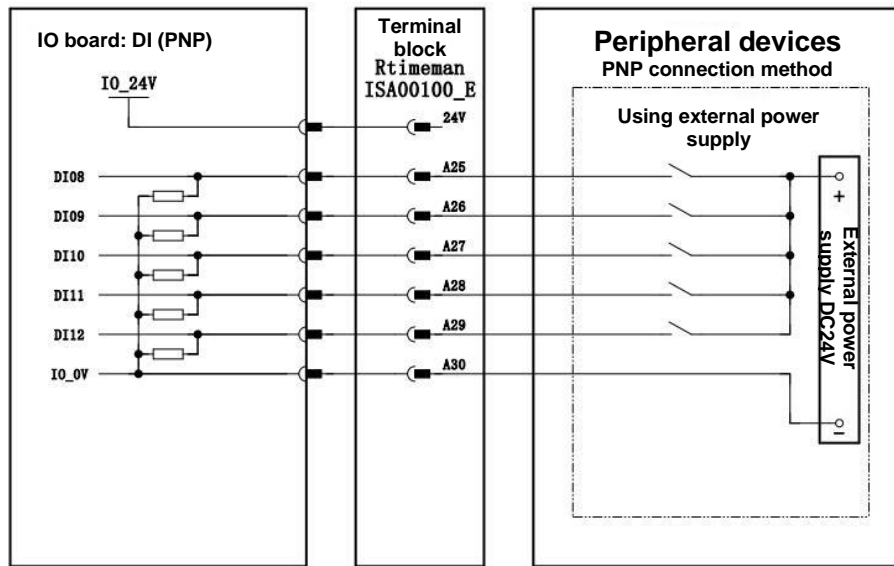 IO board: DI (PNP)
IO_24V
DI08
DI09
DI10
DI11
DI12
IO_0V
Terminal
block
Rtimeman
ISA00100_E
24V
A25
A26
A27
A28
A29
A30
Peripheral devices
PNP connection method
Using external power
supply
+
External power
supply DC24V
-